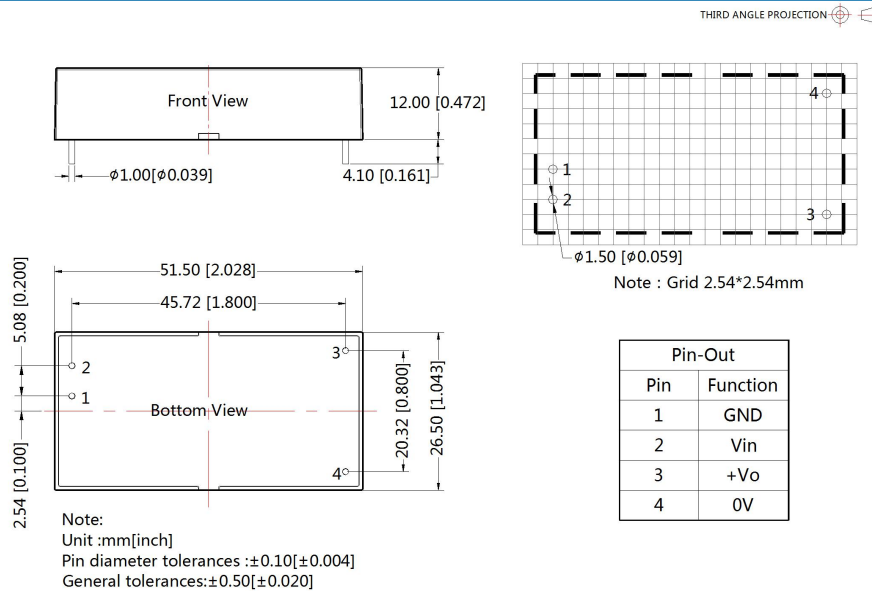 THIRD ANGLE PROJECTION
Front View
12.00 [0.472]
ϕ1.00[ϕ0.039]
4.10 [0.161]
4
1
2
3
ϕ1.50 [ϕ0.059]
Note : Grid 2.54*2.54mm
51.50 [2.028]
45.72 [1.800]
5.08 [0.200]
2
1
3
4
Bottom View
20.32 [0.800]
26.50 [1.043]
2.54 [0.100]
Pin-Out
Pin Function
1 GND
2 Vin
3 +Vo
4 0V
Note:
Unit :mm[inch]
Pin diameter tolerances :±0.10[±0.004]
General tolerances:±0.50[±0.020]